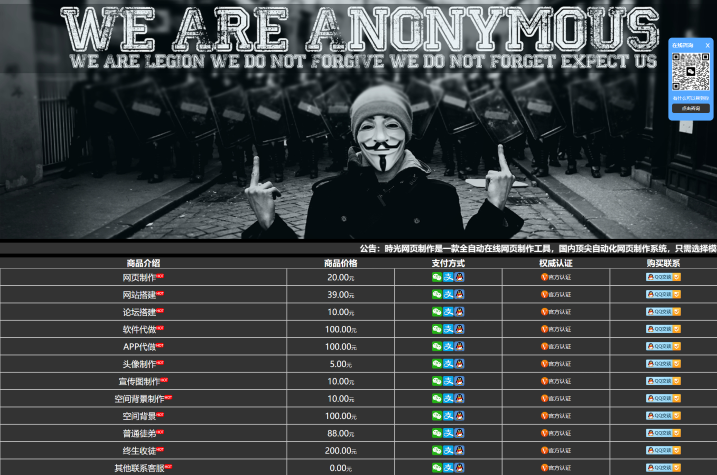 WE ARE ANONYMOUS
WE ARE LEGION WE DO NOT FORGIVE WE DO NOT FORGET EXPECT US
在线咨询 X
点击咨询
公告：時光网页制作是一款全自动在线网页制作工具，国内顶尖自动化网页制作系统，只需选择模
商品介绍 商品价格 支付方式 权威认证 购买联系
网页制作HOT 20.00元 官方认证 QQ交谈
网站搭建HOT 39.00元 官方认证 QQ交谈
论坛搭建HOT 10.00元 官方认证 QQ交谈
软件代做HOT 100.00元 官方认证 QQ交谈
APP代做HOT 100.00元 官方认证 QQ交谈
头像制作HOT 5.00元 官方认证 QQ交谈
宣传图制作HOT 10.00元 官方认证 QQ交谈
空间背景制作HOT 10.00元 官方认证 QQ交谈
空间背景HOT 100.00元 官方认证 QQ交谈
普通徒弟HOT 88.00元 官方认证 QQ交谈
终生收徒HOT 200.00元 官方认证 QQ交谈
其他联系客服HOT 0.00元 官方认证 QQ交谈